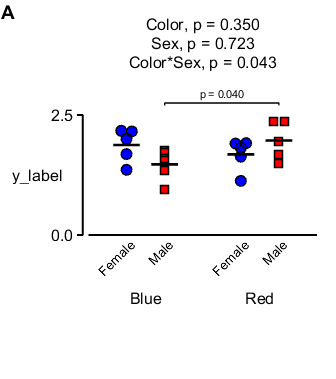 A
Color, p = 0.350
Sex, p = 0.723
Color*Sex, p = 0.043
p = 0.040
2.5
y_label
0.0
Female Male Female Male
Blue Red